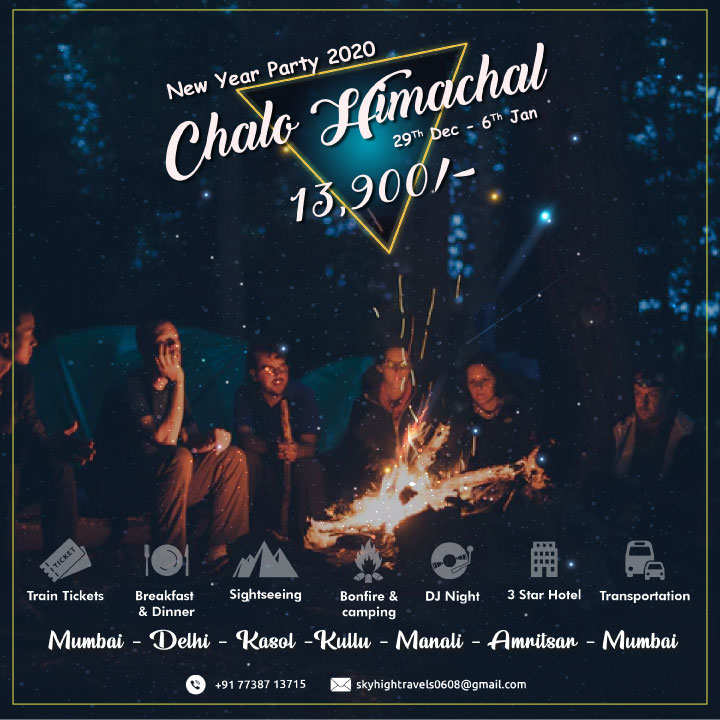 New Year Party 2020
Chalo Himachal
29Th Dec - 6Th Jan
13,900/-
TICKET
Train Tickets
Breakfast
& Dinner
Sightseeing
Bonfire &
camping
DJ Night
3 Star Hotel
Transportation
Mumbai - Delhi - Kasol -Kullu - Manali - Amritsar - Mumbai
+91 77387 13715 skyhightravels0608@gmail.com